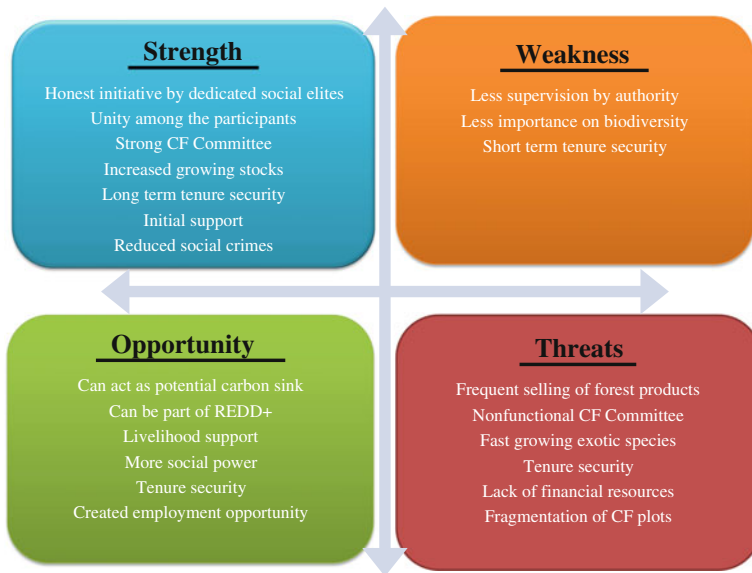 Strength
Honest initiative by dedicated social elites
Unity among the participants
Strong CF Committee
Increased growing stocks
Long term tenure security
Initial support
Reduced social crimes
Weakness
Less supervision by authority
Less importance on biodiversity
Short term tenure security
Opportunity
Can act as potential carbon sink
Can be part of REDD+
Livelihood support
More social power
Tenure security
Created employment opportunity
Threats
Frequent selling of forest products
Nonfunctional CF Committee
Fast growing exotic species
Tenure security
Lack of financial resources
Fragmentation of CF plots